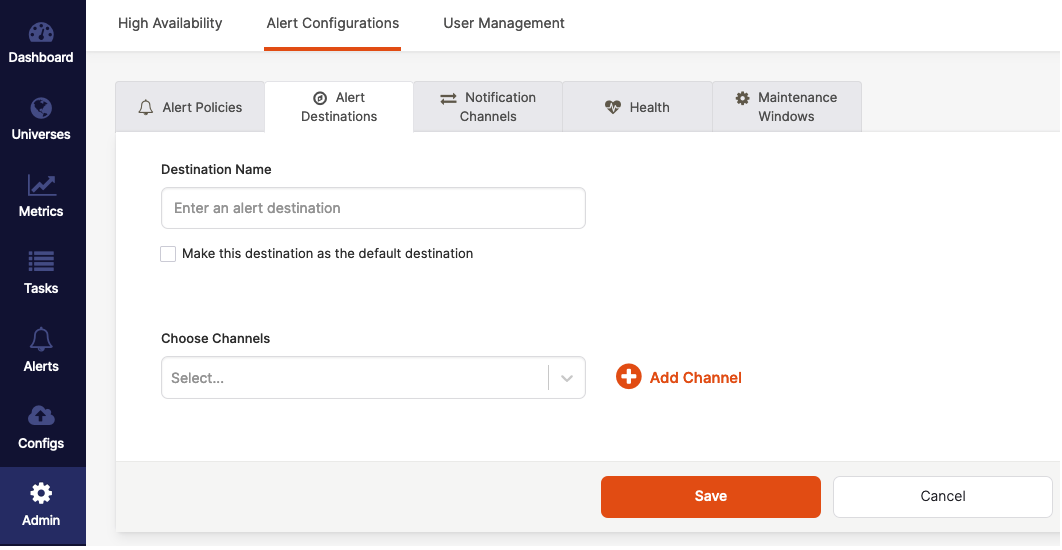 High Availability
Alert Configurations
User Management
Dashboard
Universes
Metrics
Tasks
Alerts
Configs
Admin
Alert Policies
Alert
Destinations
Notification
Channels
Health
Maintenance
Windows
Destination Name
Enter an alert destination
Make this destination as the default destination
Choose Channels
Select...
Add Channel
Save
Cancel